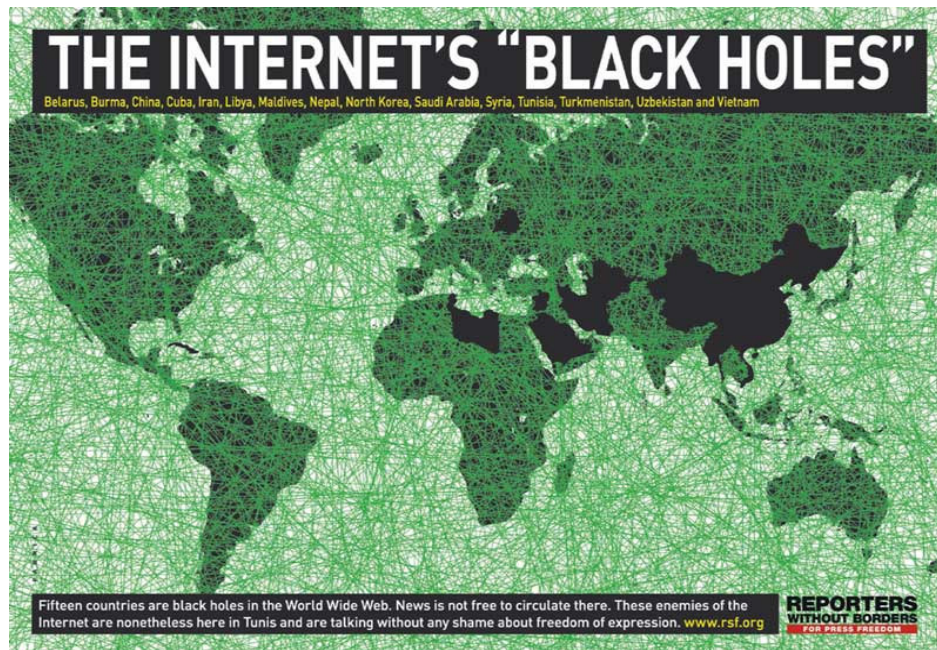 THE INTERNET'S "BLACK HOLES"
Belarus, Burma, China, Cuba, Iran, Libya, Maldives, Nepal, North Korea, Saudi Arabia, Syria, Tunisia, Turkmenistan, Uzbekistan and Vietnam
Fifteen countries are black holes in the World Wide Web. News is not free to circulate there. These enemies of the
Internet are nonetheless here in Tunis and are talking without any shame about freedom of expression. www.rsf.org
REPORTERS
WITHOUT BORDERS
FOR PRESS FREEDOM